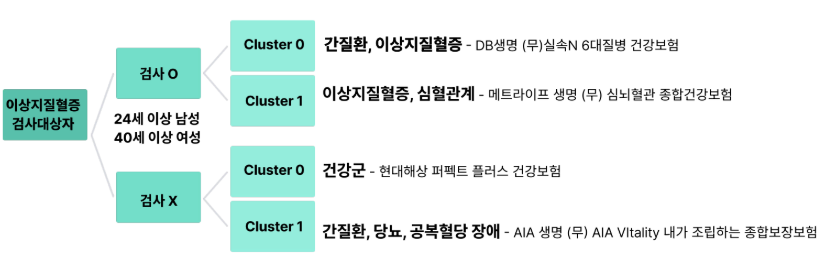 이상지질혈증
검사대상자
검사 O
24세 이상 남성
40세 이상 여성
검사 X
Cluster 0
간질환, 이상지질혈증 - DB생명 (무)실속N 6대질병 건강보험
Cluster 1
이상지질혈증, 심혈관계 - 메트라이프 생명 (무) 심뇌혈관 종합건강보험
Cluster 0
건강군 - 현대해상 퍼펙트 플러스 건강보험
Cluster 1
간질환, 당뇨, 공복혈당 장애 - AIA 생명 (무) AIA VItality 내가 조립하는 종합보장보험